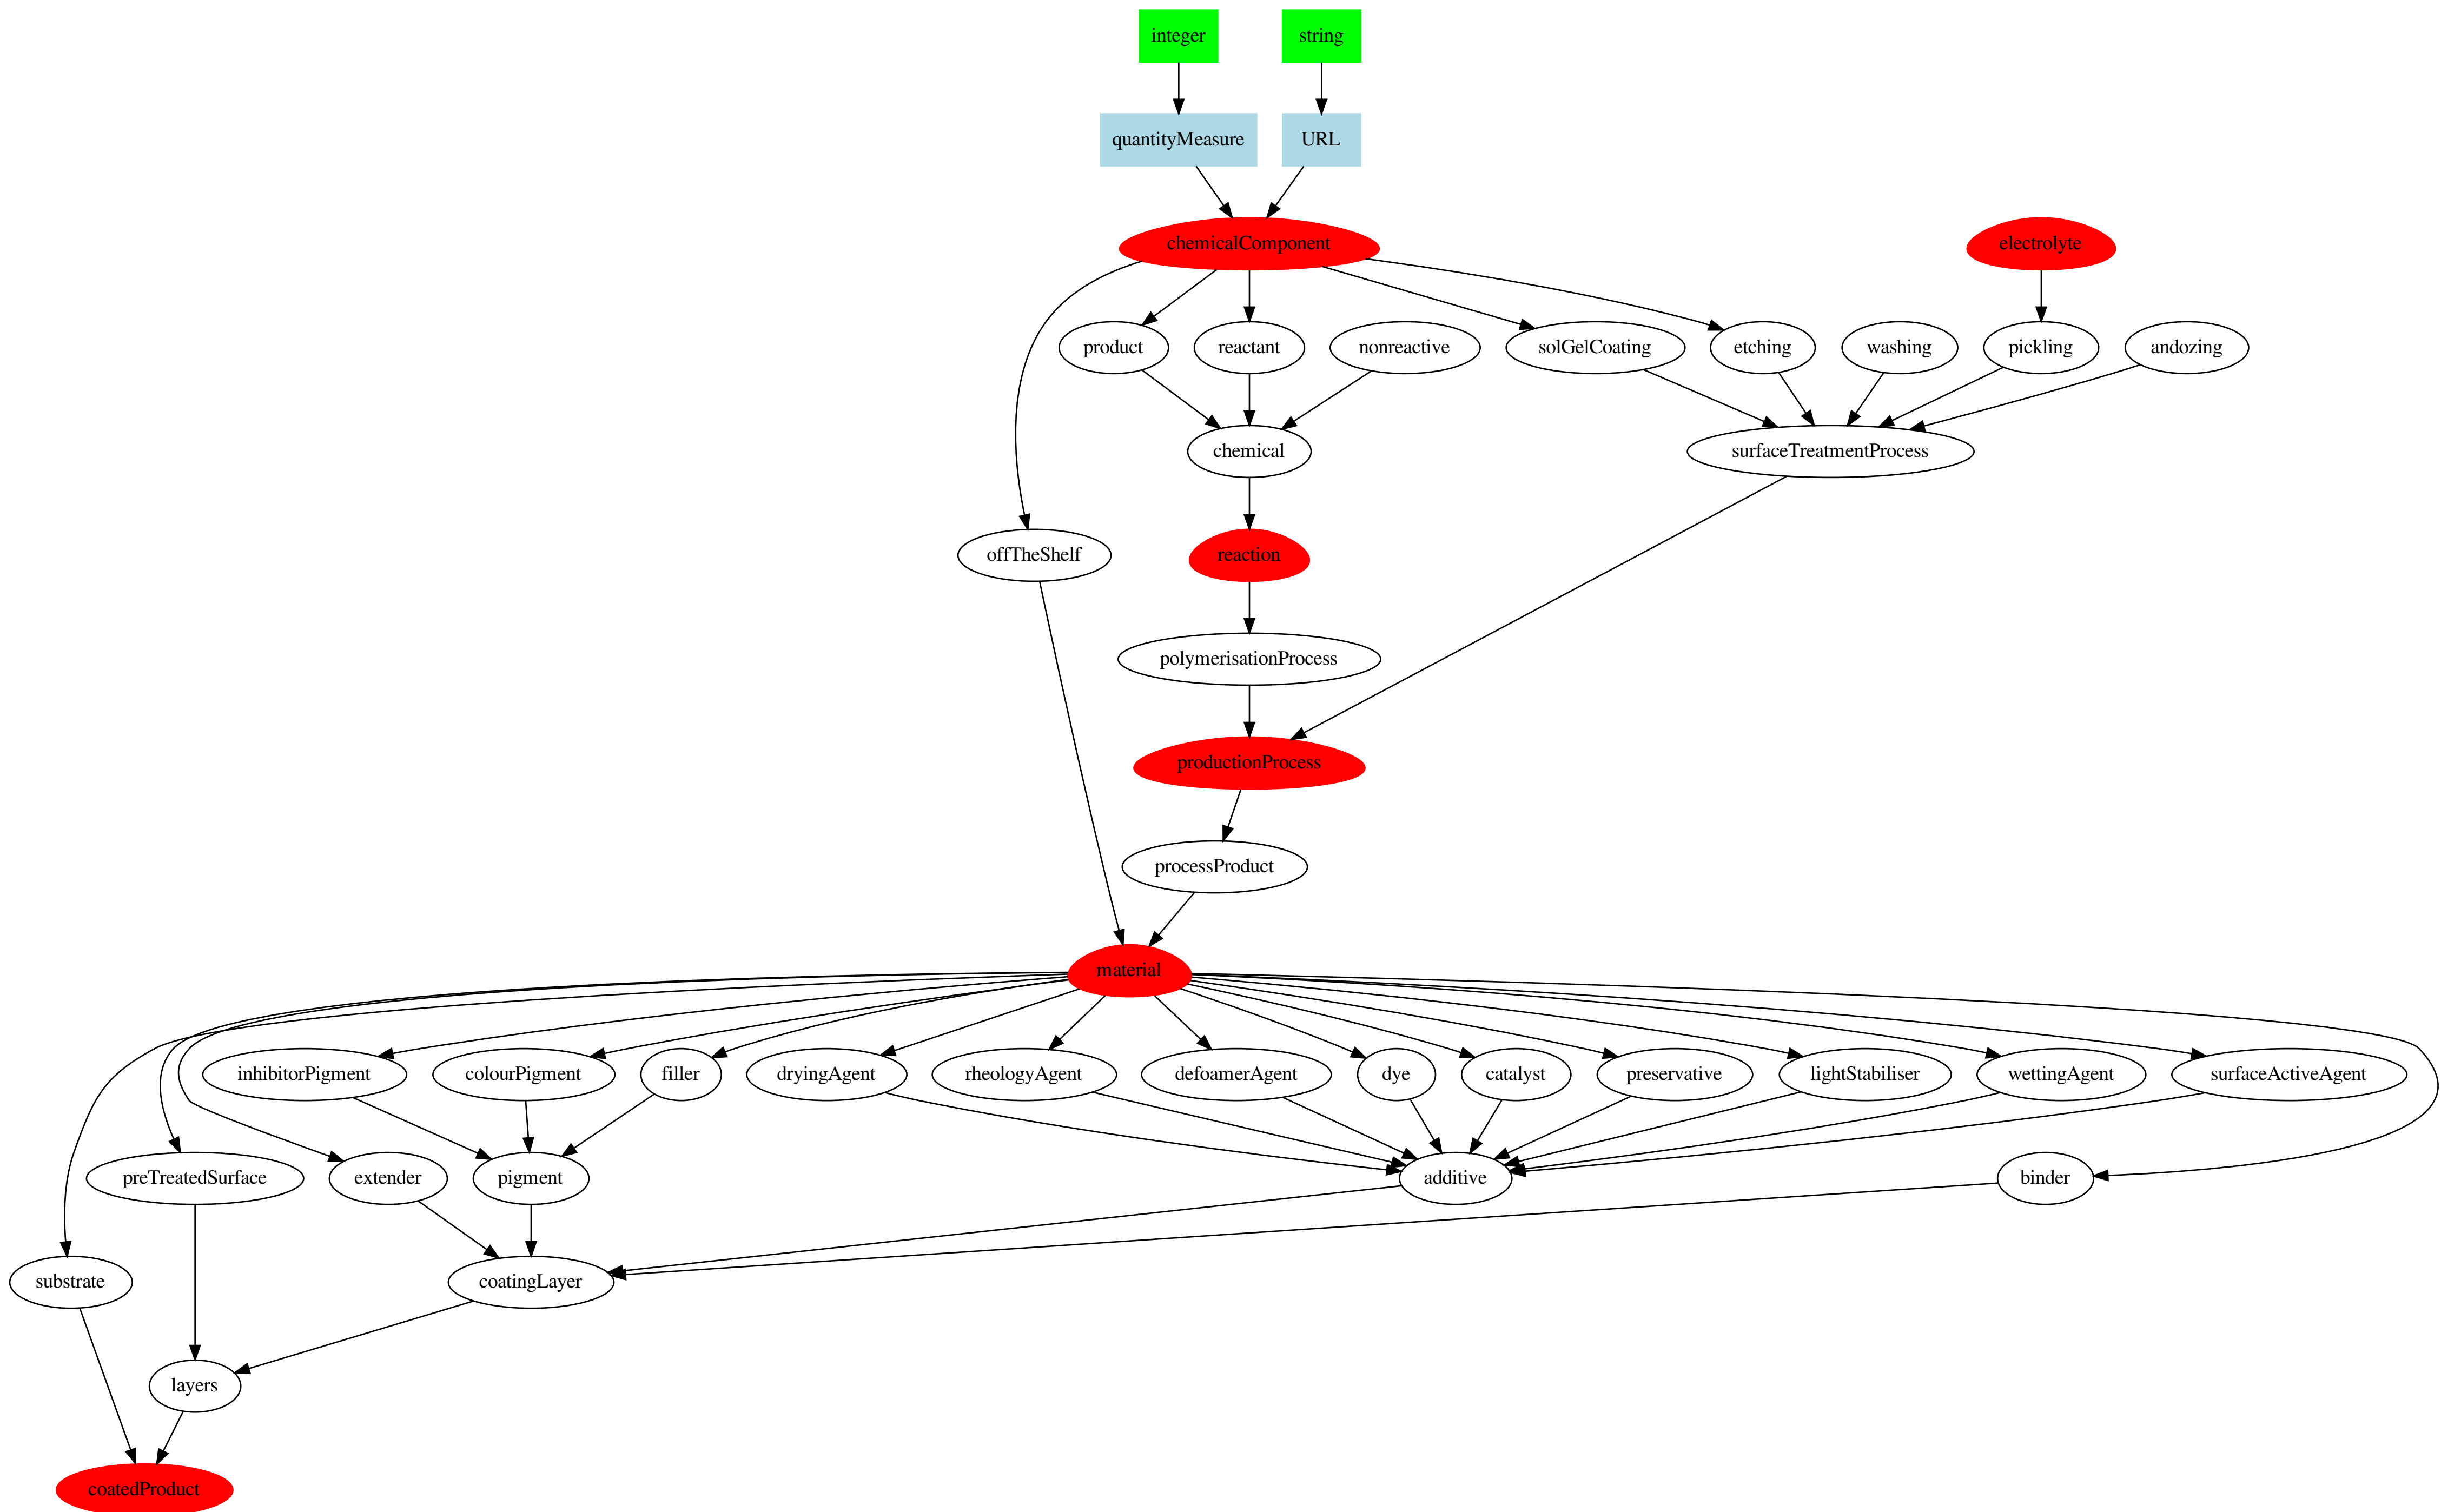 integer
string
quantityMeasure
URL
chemicalComponent
electrolyte
product
reactant
nonreactive
solGelCoating
etching
washing
pickling
andozing
chemical
surfaceTreatmentProcess
offTheShelf
reaction
polymerisationProcess
productionProcess
processProduct
material
inhibitorPigment
colourPigment
filler
dryingAgent
rheologyAgent
defoamerAgent
dye
catalyst
preservative
lightStabiliser
wettingAgent
surfaceActiveAgent
preTreatedSurface
extender
pigment
additive
binder
substrate
coatingLayer
layers
coatedProduct